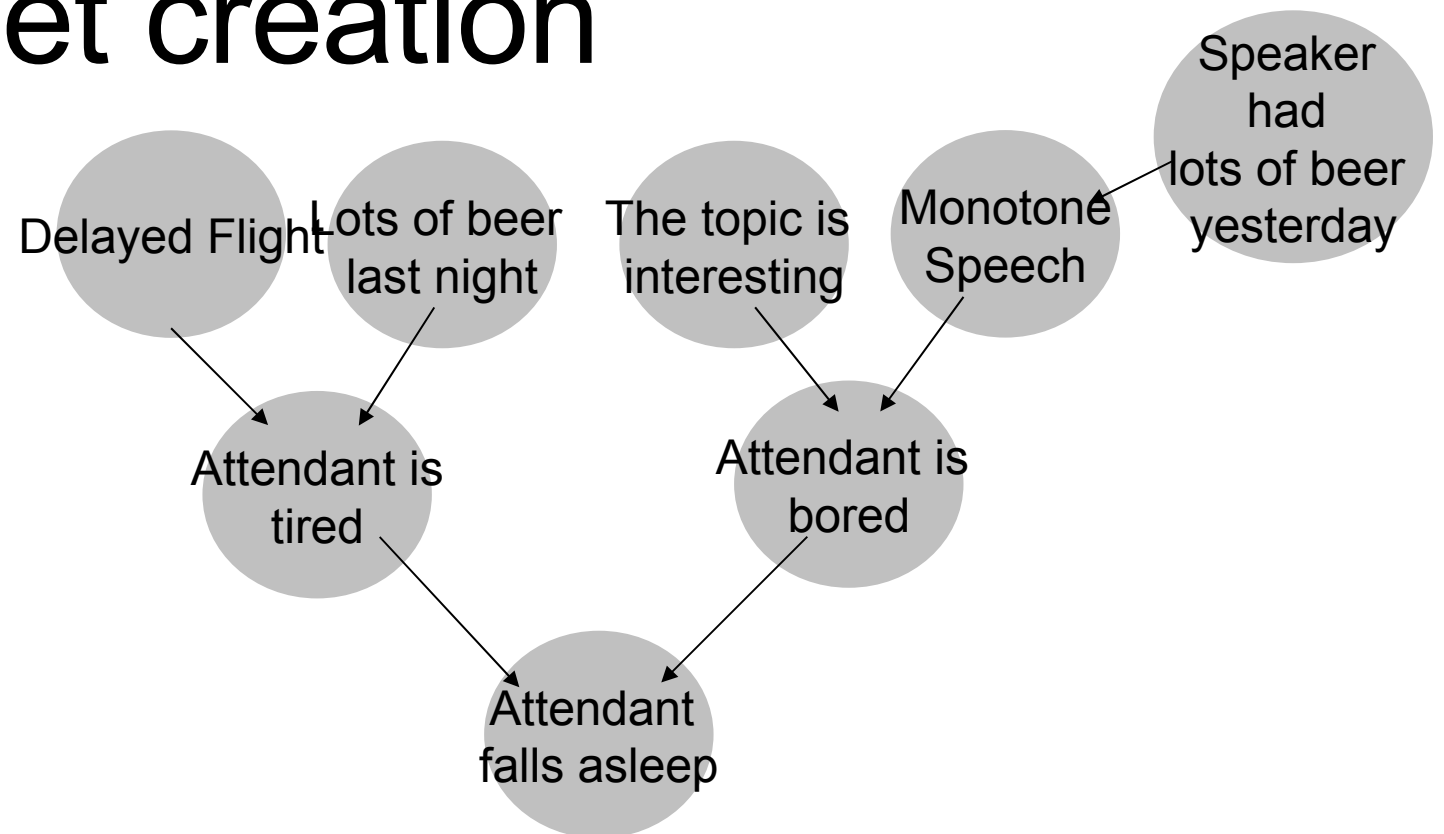 et creation
Speaker
had
lots of beer
yesterday
Delayed Flight
Lots of beer
last night
The topic is
interesting
Monotone
Speech
Attendant is
tired
Attendant is
bored
Attendant
falls asleep